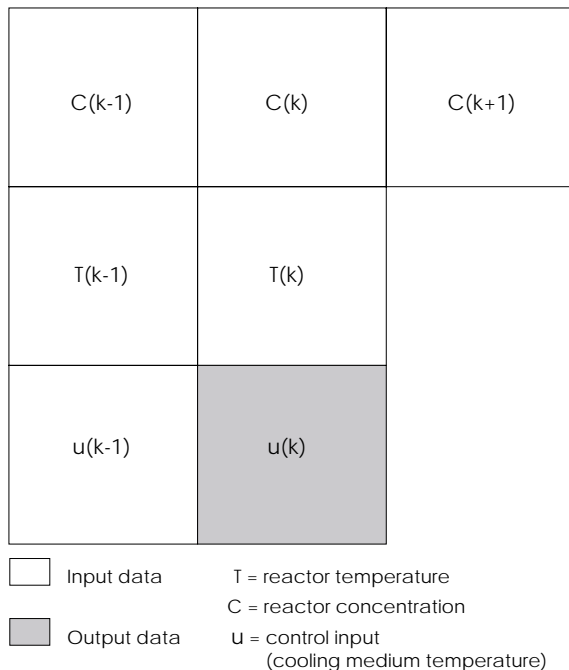 C(k-1) C(k) C(k+1)
T(k-1) T(k)
u(k-1) u(k)
Input data T = reactor temperature
C = reactor concentration
Output data u = control input
(cooling medium temperature)